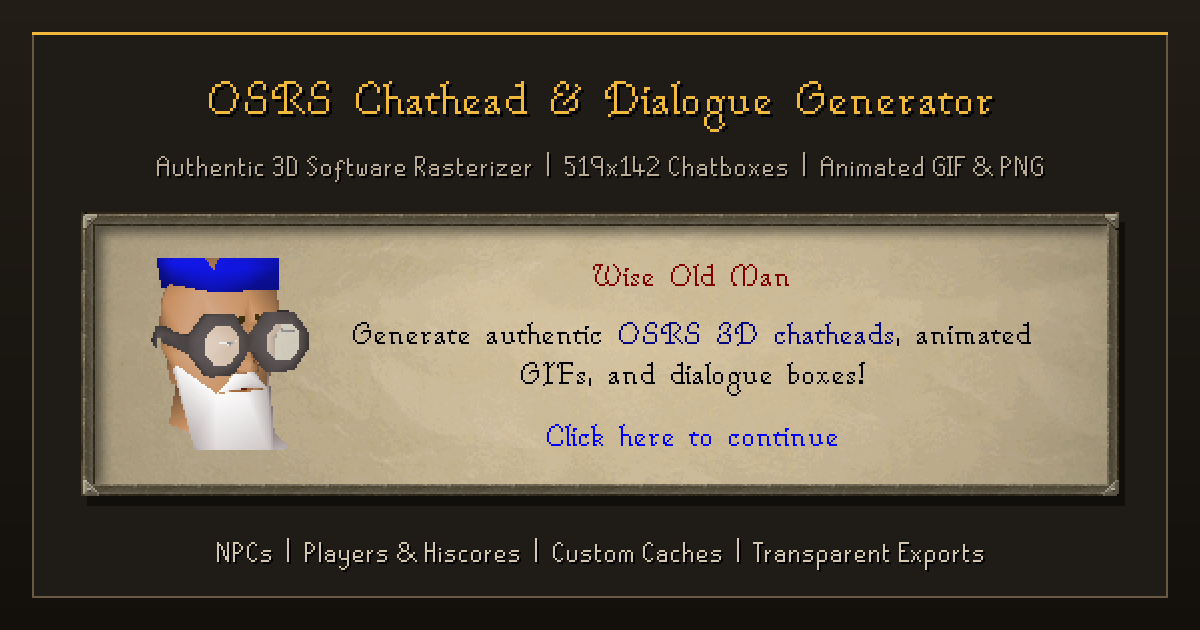 OSRS Chathead & Dialogue Generator
Authentic 3D Software Rasterizer | 519x142 Chatboxes | Animated GIF & PNG
Wise Old Man
Generate authentic OSRS 3D chatheads, animated
GIFs, and dialogue boxes!
Click here to continue
NPCs | Players & Hiscores | Custom Caches | Transparent Exports